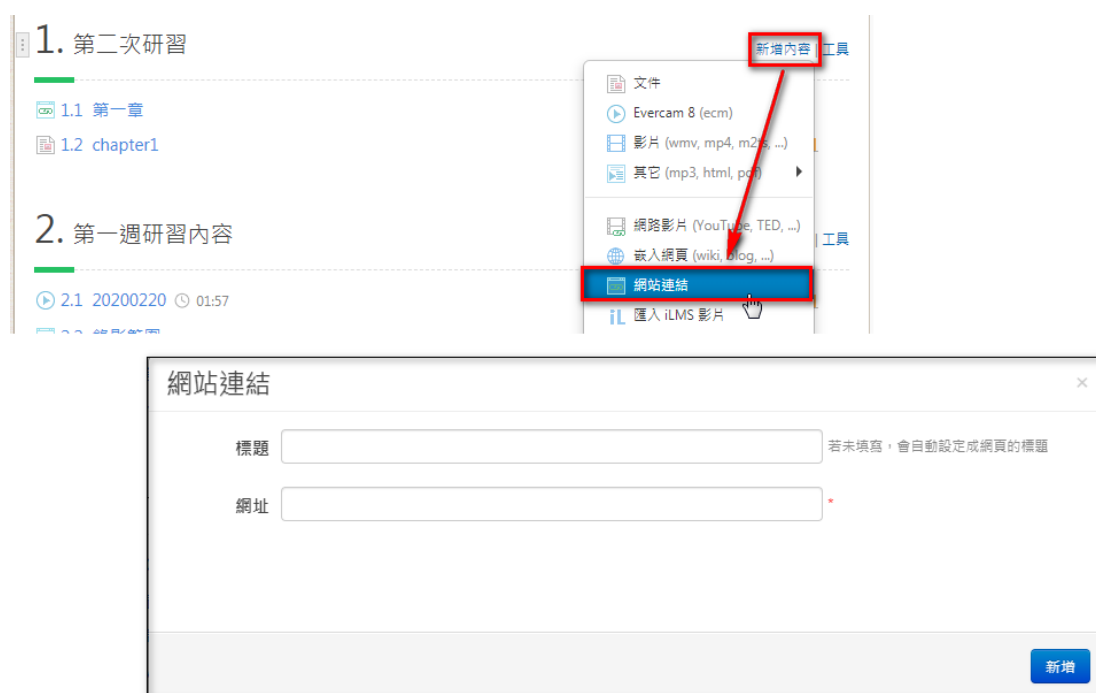 1. 第二次研習
新增內容 | 工具
文件
1.1 第一章
Evercam 8 (ecm)
1.2 chapter1
影片 (wmv, mp4, m2ts, ...)
其它 (mp3, html, pdf)
2. 第一週研習內容
網路影片 (YouTube, TED, ...)
| 工具
嵌入網頁 (wiki, blog, ...)
網站連結
2.1 20200220 01:57
匯入 iLMS 影片
網站連結
×
標題
若未填寫，會自動設定成網頁的標題
網址
*
新增